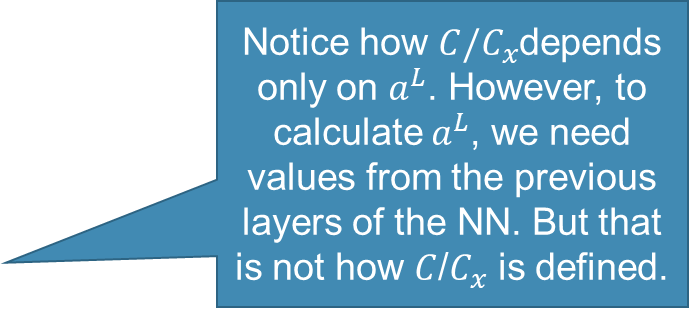 Notice how 𝐶/𝐶ₓdepends
only on 𝑎ᴸ. However, to
calculate 𝑎ᴸ, we need
values from the previous
layers of the NN. But that
is not how 𝐶/𝐶ₓ is defined.